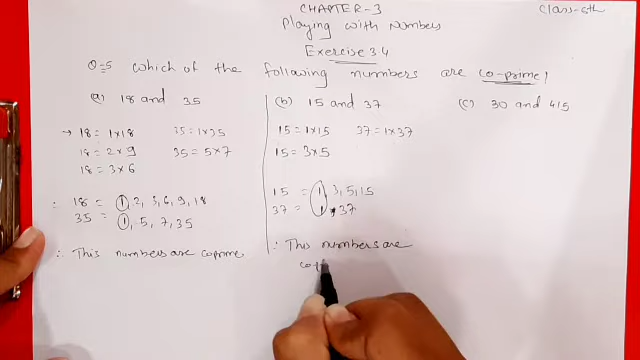 CHAPTER-3
Class-6th
Playing with Numbers
Exercise 3.4
Q=5 which of the following numbers are co-prime!
(a) 18 and 35
(b) 15 and 37
(c) 30 and 415
→ 18 = 1×18 35 = 1×35
18 = 2×9 35 = 5×7
18 = 3×6
∴ 18 = 1, 2, 3, 6, 9, 18
35 = 1, 5, 7, 35
∴ This numbers are coprime
15 = 1×15 37 = 1×37
15 = 3×5
15 = 1, 3, 5, 15
37 = 1, 37
∴ This numbers are